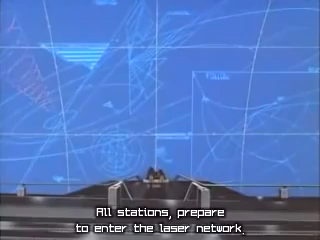 All stations, prepare
to enter the laser network.